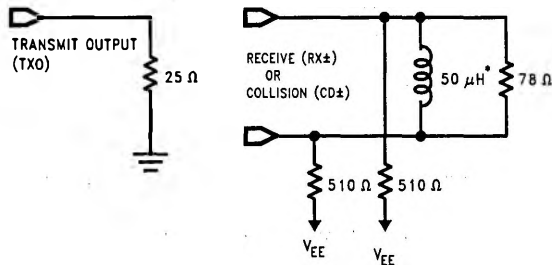 TRANSMIT OUTPUT
(TXO)
25 Ω
RECEIVE (RX±)
OR
COLLISION (CD±)
50 μH*
78 Ω
510 Ω
510 Ω
VEE
VEE